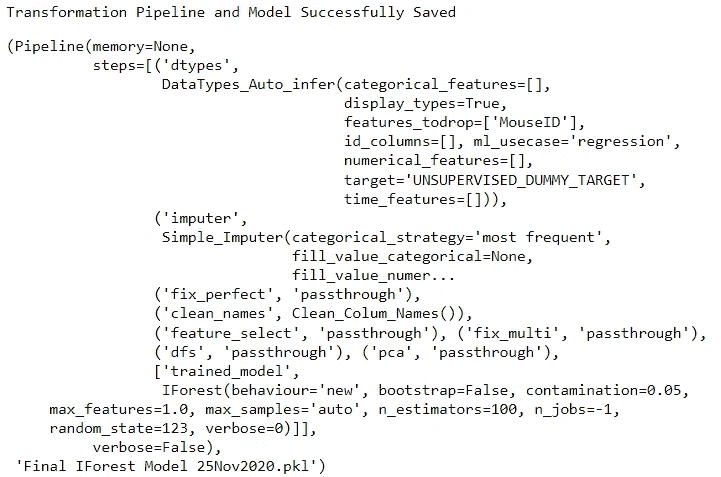 Transformation Pipeline and Model Successfully Saved
(Pipeline(memory=None,
steps=[('dtypes',
DataTypes_Auto_infer(categorical_features=[],
display_types=True,
features_todrop=['MouseID'],
id_columns=[], ml_usecase='regression',
numerical_features=[],
target='UNSUPERVISED_DUMMY_TARGET',
time_features=[])),
('imputer',
Simple_Imputer(categorical_strategy='most frequent',
fill_value_categorical=None,
fill_value_numer...
('fix_perfect', 'passthrough'),
('clean_names', Clean_Colum_Names()),
('feature_select', 'passthrough'), ('fix_multi', 'passthrough'),
('dfs', 'passthrough'), ('pca', 'passthrough'),
['trained_model',
IForest(behaviour='new', bootstrap=False, contamination=0.05,
max_features=1.0, max_samples='auto', n_estimators=100, n_jobs=-1,
random_state=123, verbose=0)]],
verbose=False),
'Final IForest Model 25Nov2020.pkl')